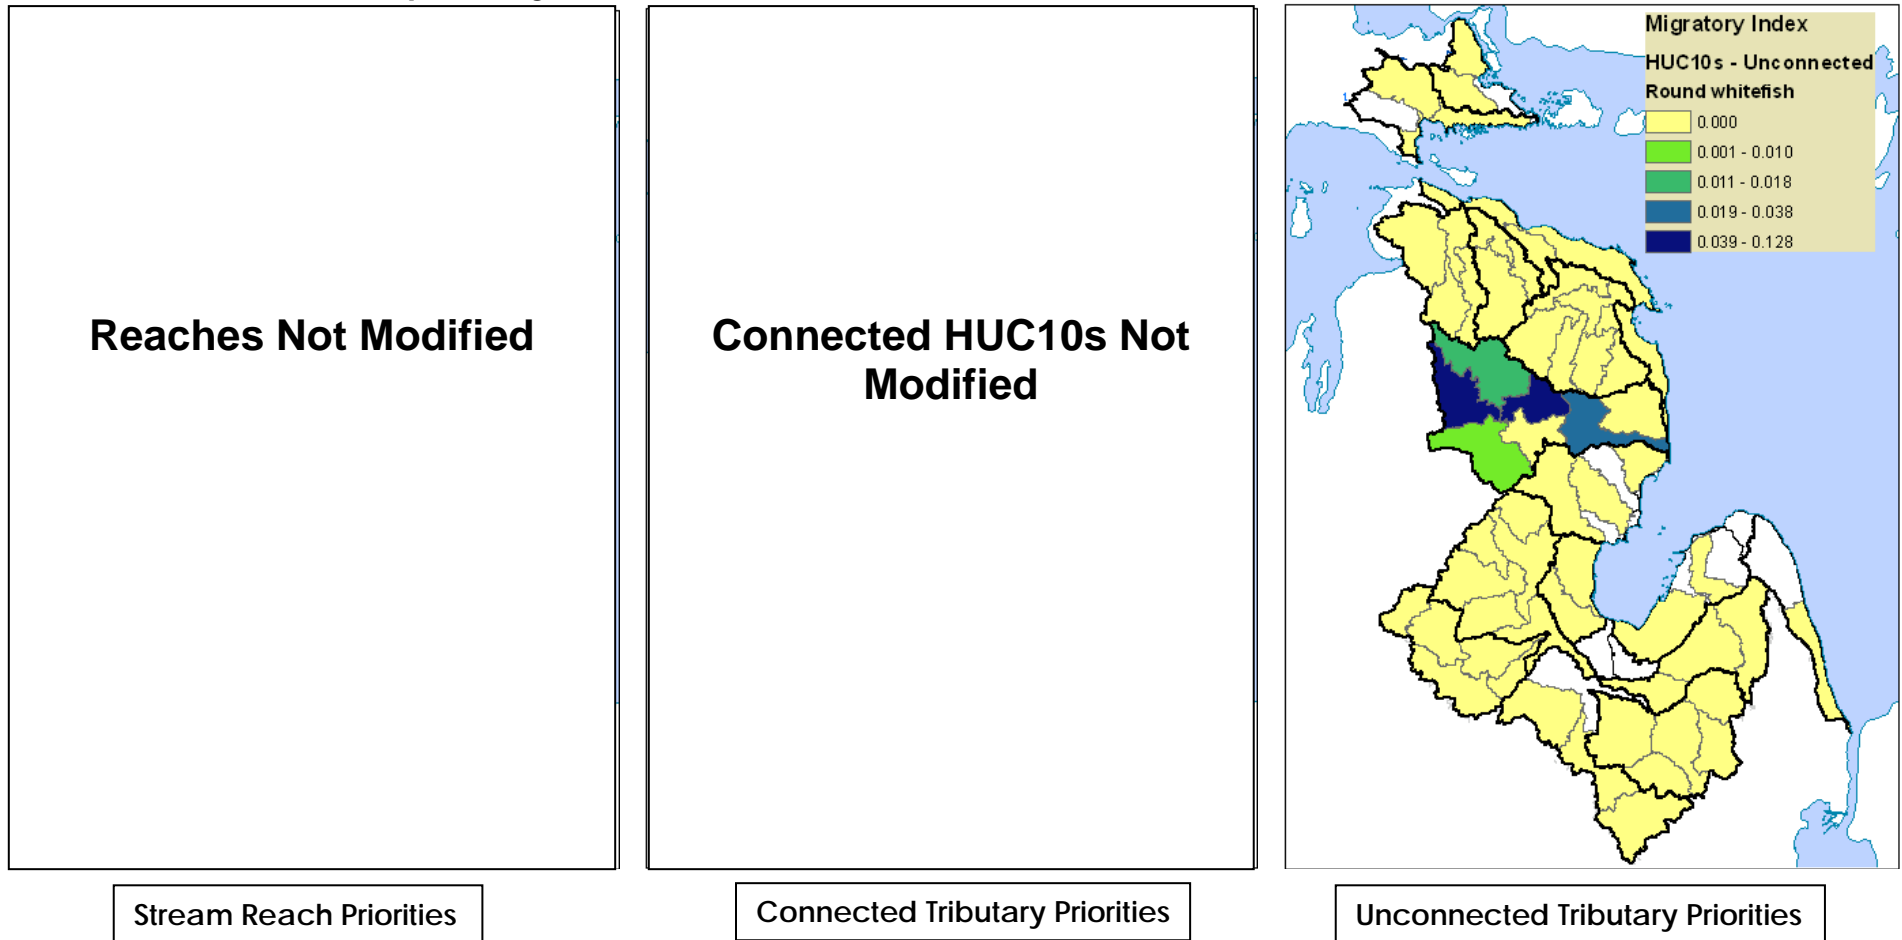 Reaches Not Modified
Connected HUC10s Not
Modified
Migratory Index
HUC10s - Unconnected
Round whitefish
0.000
0.001 - 0.010
0.011 - 0.018
0.019 - 0.038
0.039 - 0.128
Stream Reach Priorities
Connected Tributary Priorities
Unconnected Tributary Priorities